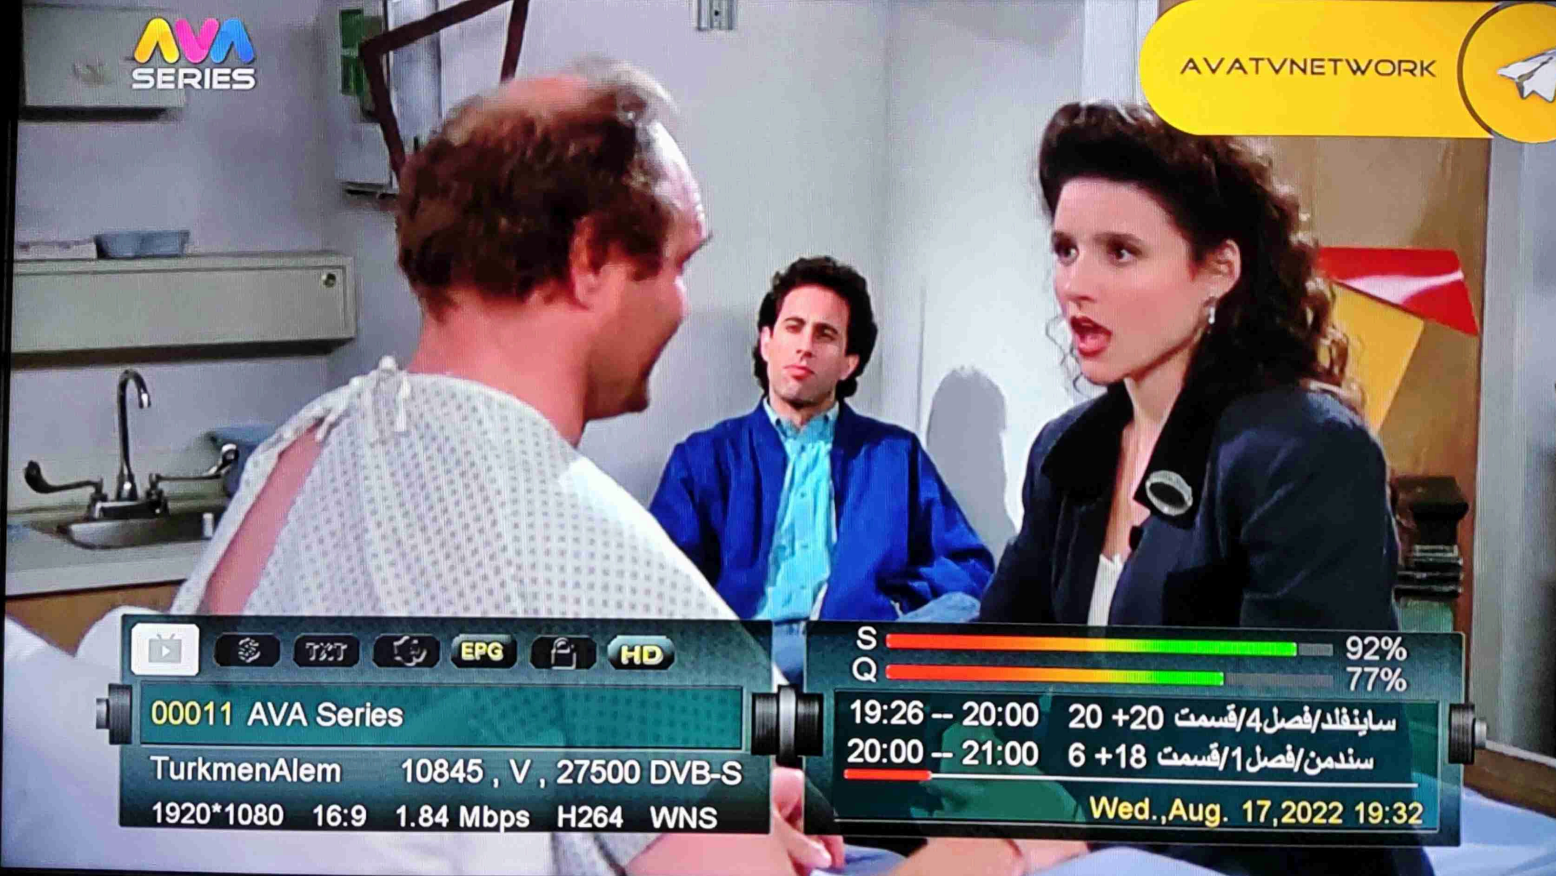 AVA
SERIES
AVATVNETWORK
$
TXT
EPG
HD
S 92%
Q 77%
00011 AVA Series
TurkmenAlem 10845 , V , 27500 DVB-S
1920*1080 16:9 1.84 Mbps H264 WNS
19:26 -- 20:00 ساینفلد/فصل4/قسمت 20 +20
20:00 -- 21:00 سندمن/فصل1/قسمت 6 +18
Wed.,Aug. 17,2022 19:32